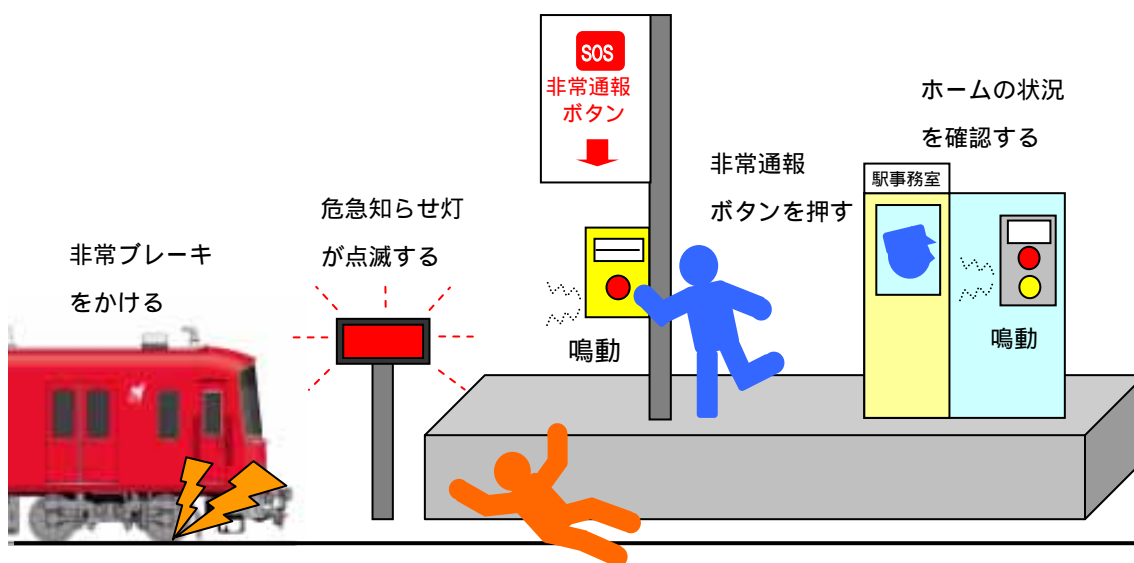 SOS
非常通報
ボタン
ホームの状況
を確認する
非常通報
ボタンを押す
駅事務室
危急知らせ灯
が点滅する
非常ブレーキ
をかける
鳴動
鳴動